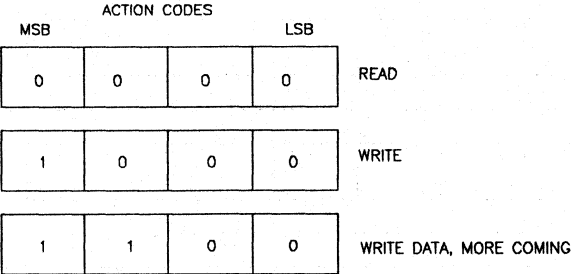 ACTION CODES
MSB LSB
0 0 0 0 READ
1 0 0 0 WRITE
1 1 0 0 WRITE DATA, MORE COMING